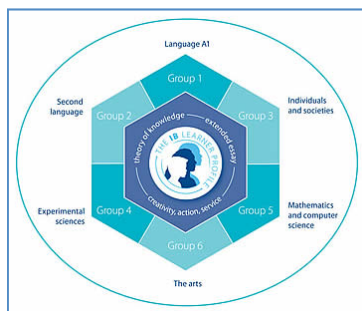 Language A1
Group 1
Second
language
Group 2
Group 3
Individuals
and societies
theory of knowledge
extended essay
THE IB LEARNER PROFILE
creativity, action, service
Experimental
sciences
Group 4
Group 5
Mathematics
and computer
science
Group 6
The arts